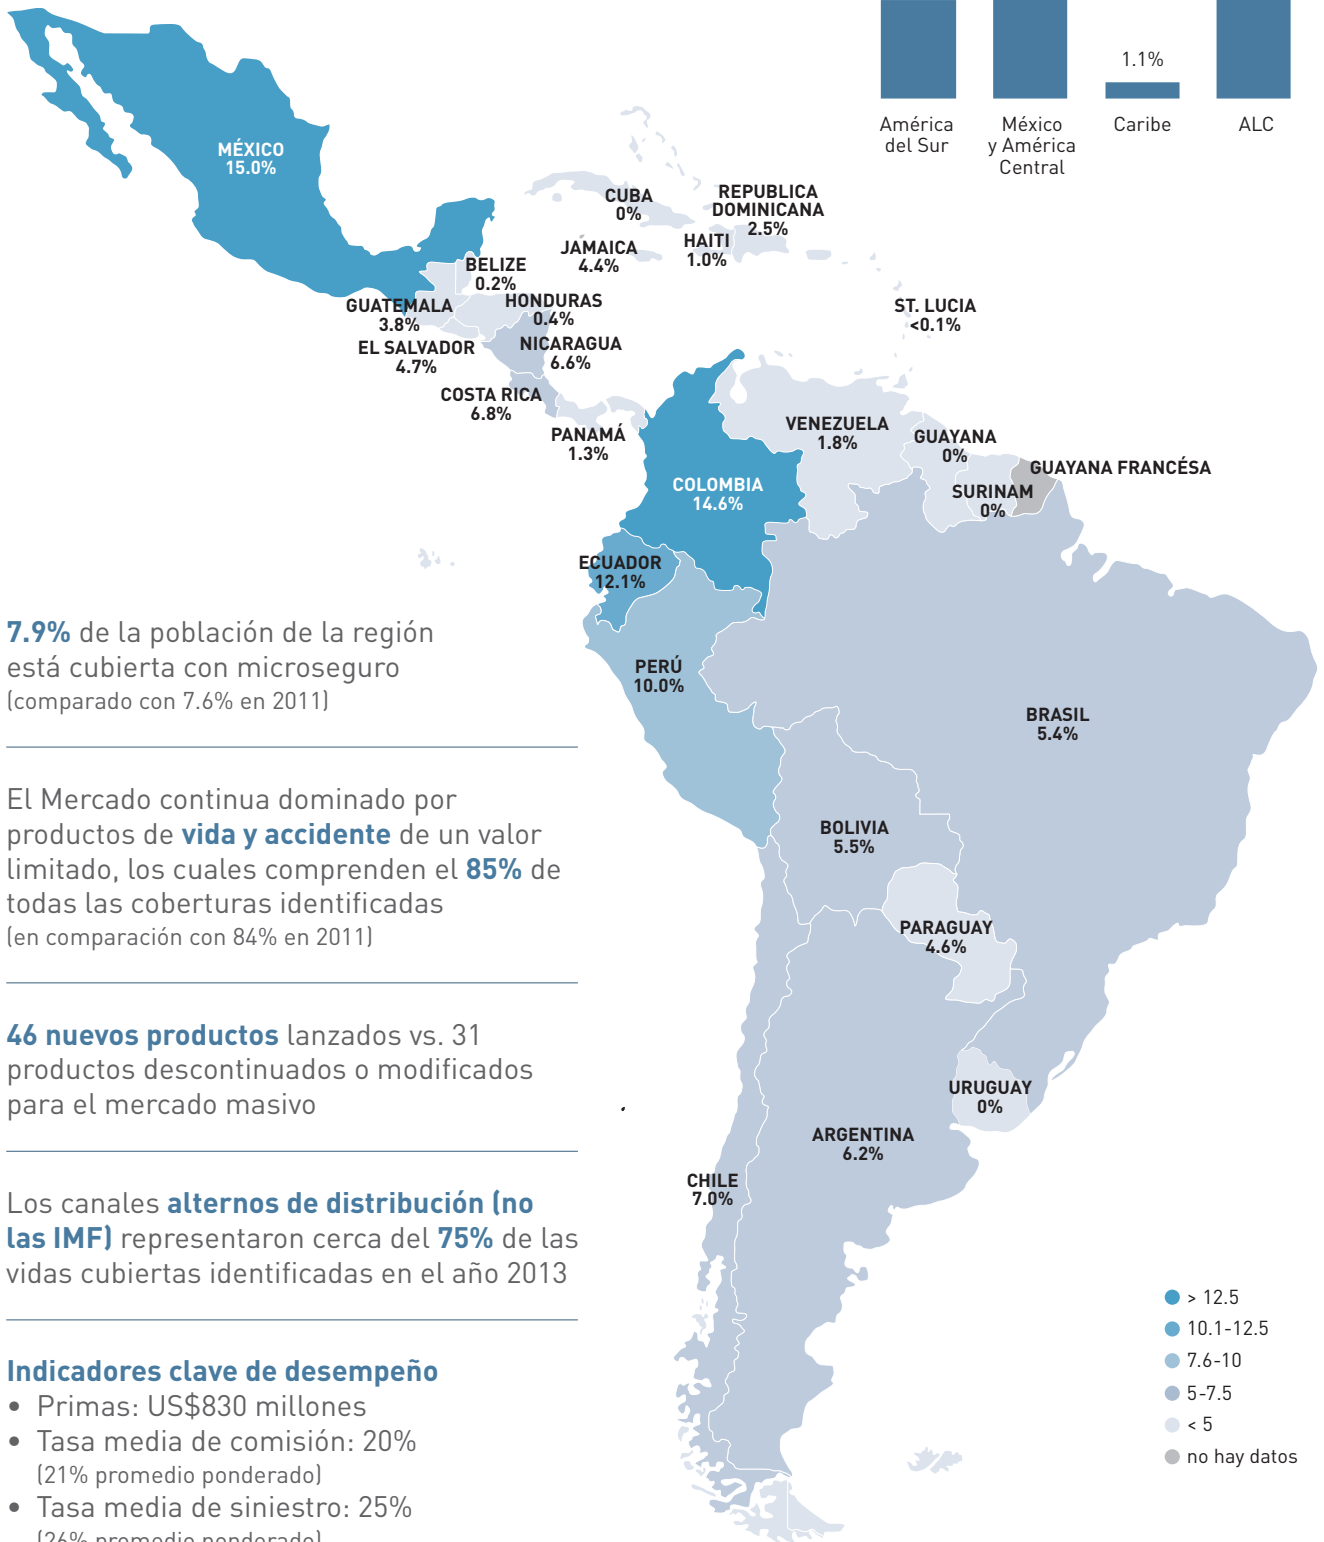 1.1%
América
del Sur
México
y América
Central
Caribe
ALC
MÉXICO
15.0%
CUBA
0%
REPUBLICA
DOMINICANA
2.5%
JAMAICA
4.4%
HAITI
1.0%
BELIZE
0.2%
GUATEMALA
3.8%
HONDURAS
0.4%
ST. LUCIA
<0.1%
EL SALVADOR
4.7%
NICARAGUA
6.6%
COSTA RICA
6.8%
PANAMÁ
1.3%
VENEZUELA
1.8%
GUAYANA
0%
GUAYANA FRANCÉSA
SURINAM
0%
COLOMBIA
14.6%
ECUADOR
12.1%
PERÚ
10.0%
BRASIL
5.4%
BOLIVIA
5.5%
PARAGUAY
4.6%
URUGUAY
0%
ARGENTINA
6.2%
CHILE
7.0%
7.9% de la población de la región
está cubierta con microseguro
(comparado con 7.6% en 2011)
El Mercado continua dominado por
productos de vida y accidente de un valor
limitado, los cuales comprenden el 85% de
todas las coberturas identificadas
(en comparación con 84% en 2011)
46 nuevos productos lanzados vs. 31
productos descontinuados o modificados
para el mercado masivo
Los canales alternos de distribución (no
las IMF) representaron cerca del 75% de las
vidas cubiertas identificadas en el año 2013
Indicadores clave de desempeño
• Primas: US$830 millones
• Tasa media de comisión: 20%
(21% promedio ponderado)
• Tasa media de siniestro: 25%
(26% promedio ponderado)
> 12.5
10.1-12.5
7.6-10
5-7.5
< 5
no hay datos